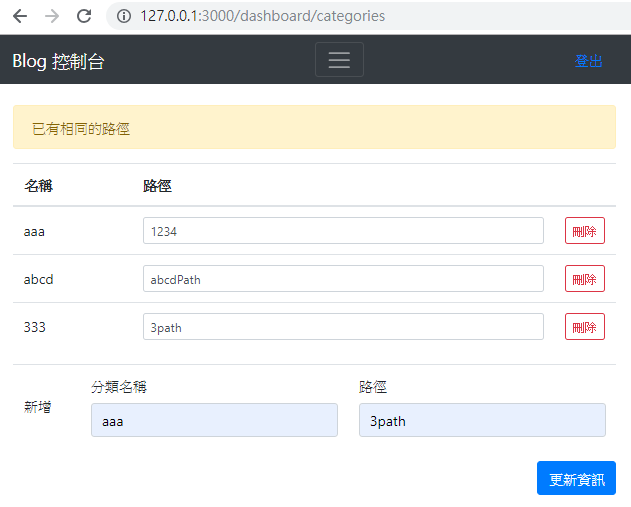 127.0.0.1:3000/dashboard/categories
Blog 控制台
登出
已有相同的路徑
名稱 路徑
aaa 1234 刪除
abcd abcdPath 刪除
333 3path 刪除
分類名稱 路徑
新增 aaa 3path
更新資訊